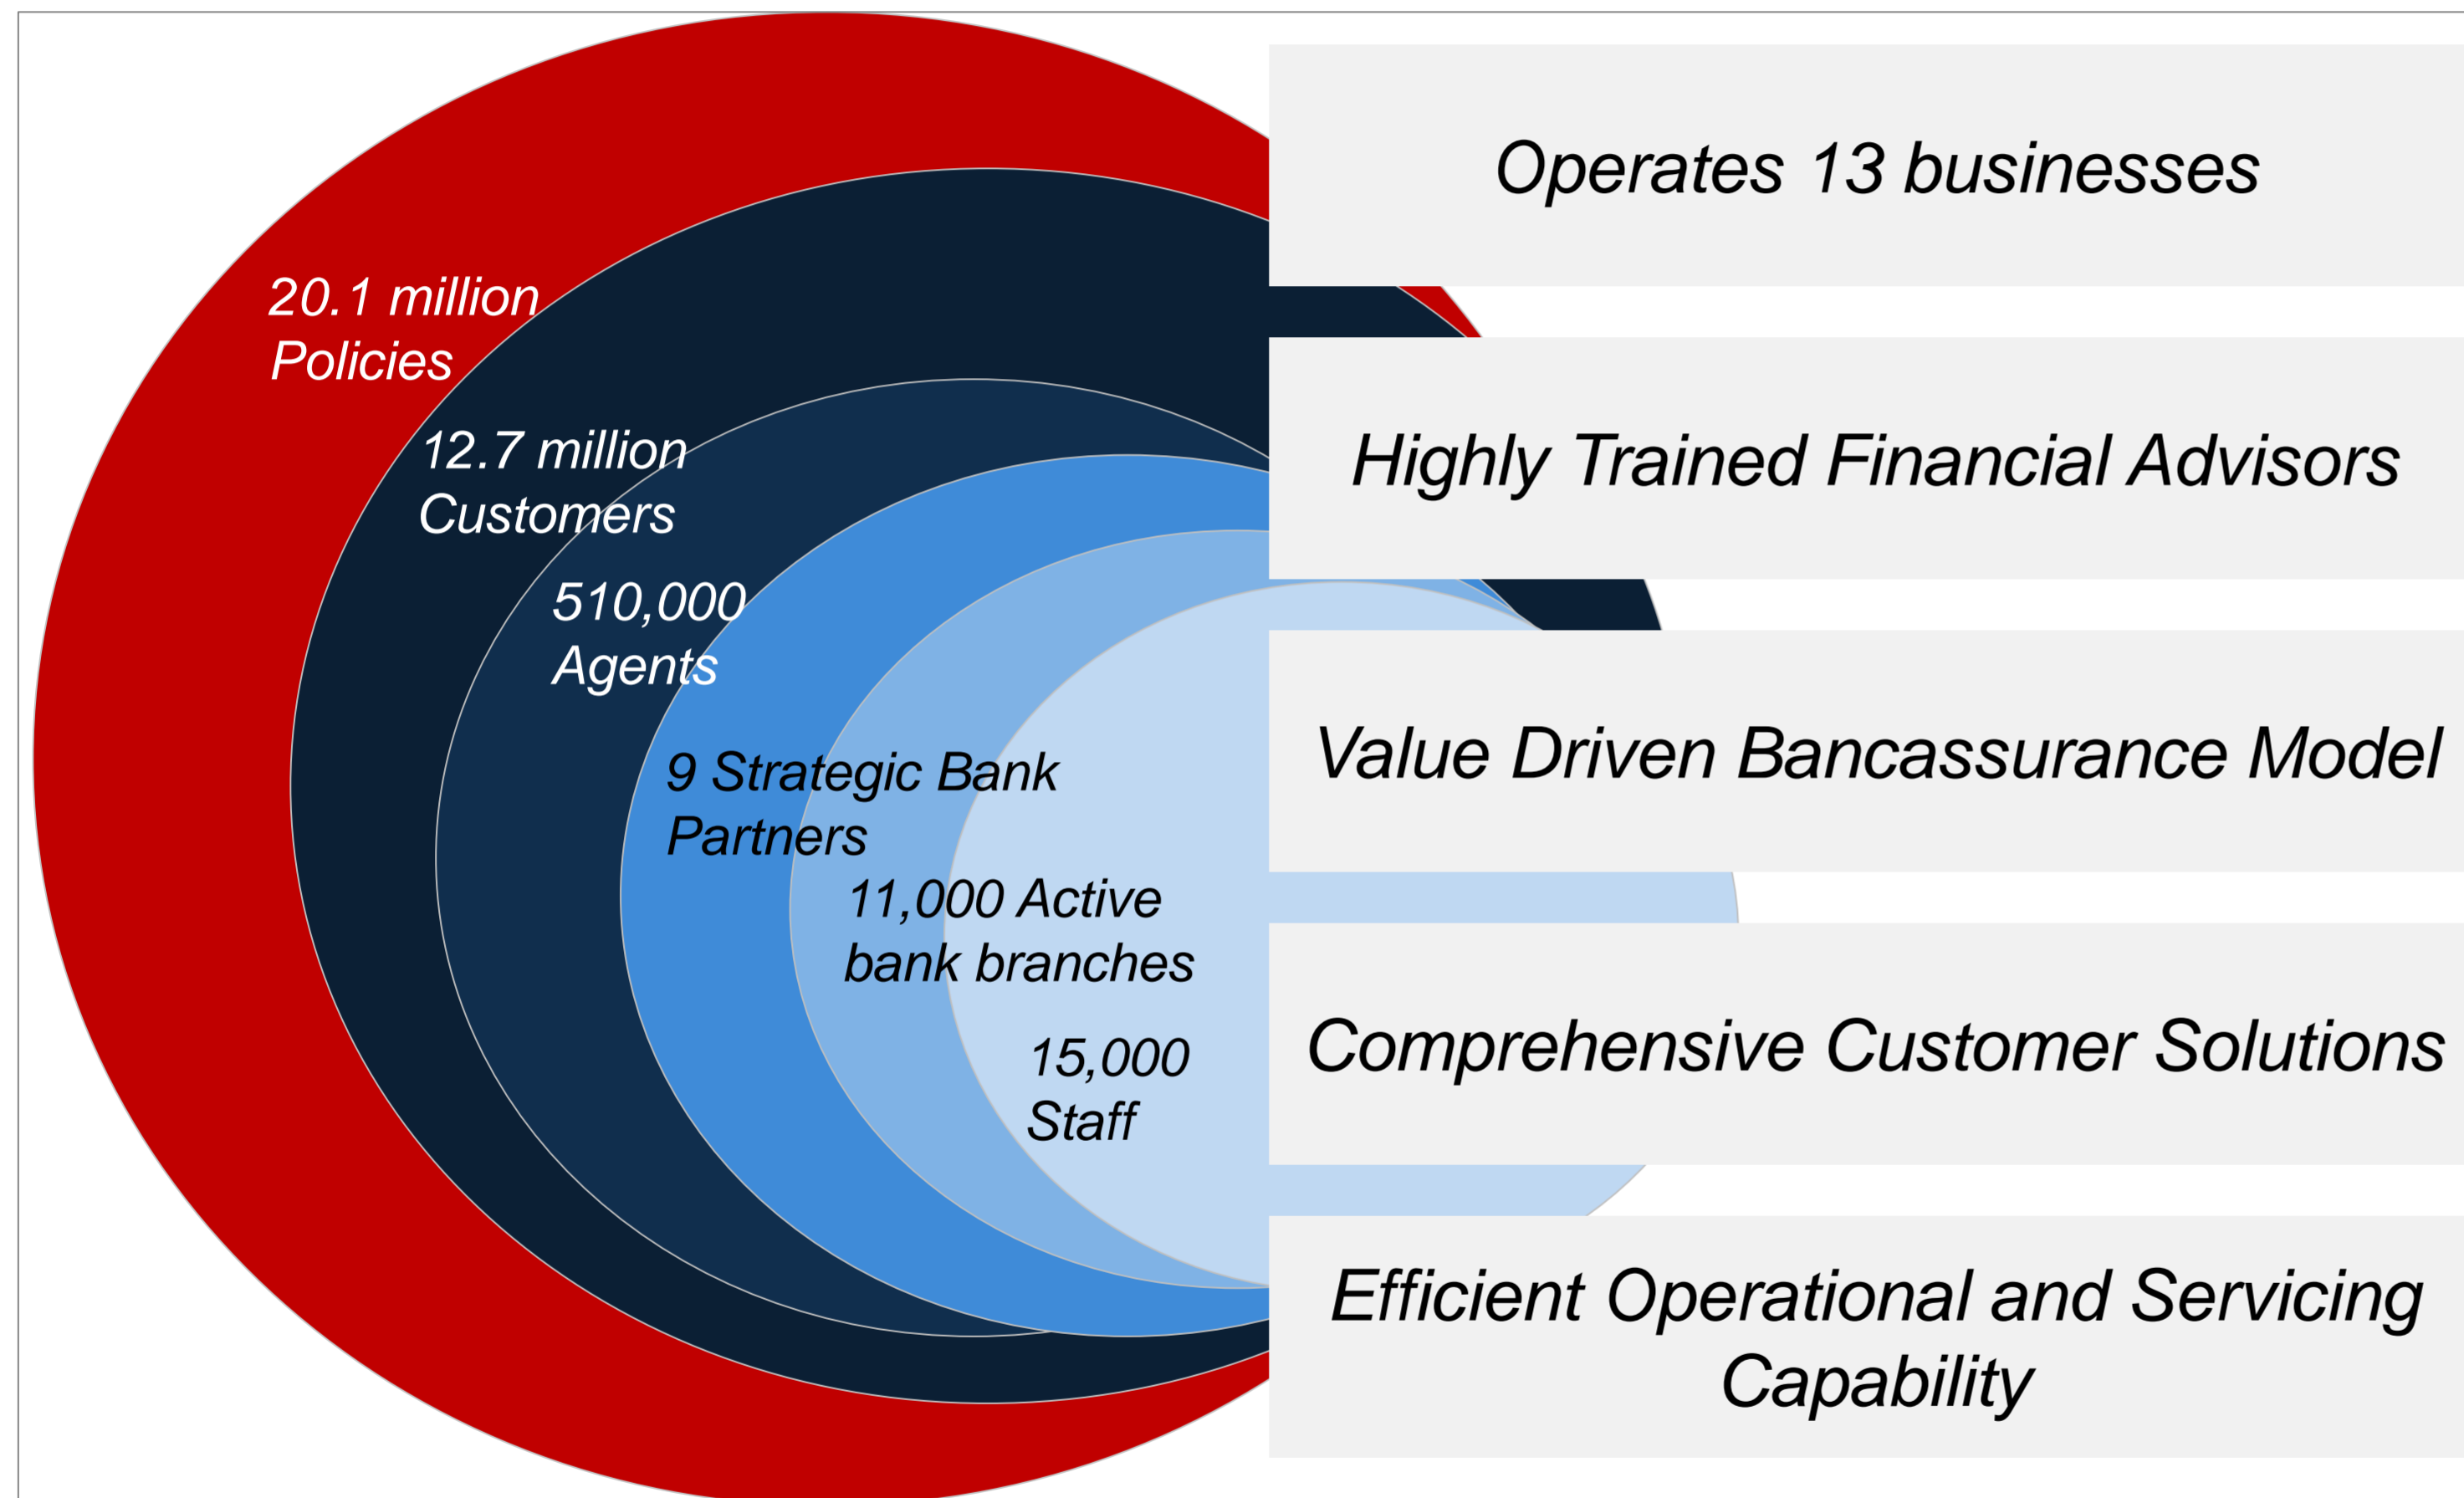 20.1 million
Policies
12.7 million
Customers
510,000
Agents
9 Strategic Bank
Partners
11,000 Active
bank branches
15,000
Staff
Operates 13 businesses
Highly Trained Financial Advisors
Value Driven Bancassurance Model
Comprehensive Customer Solutions
Efficient Operational and Servicing
Capability